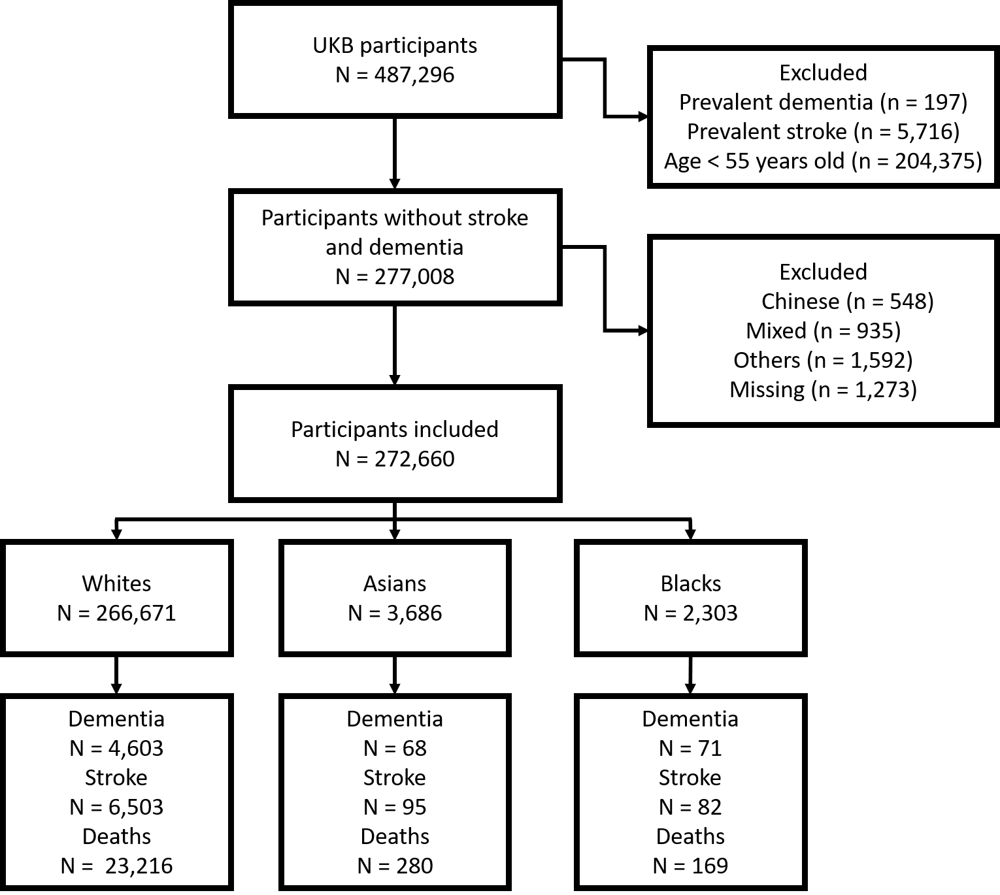 UKB participants
N = 487,296
Excluded
Prevalent dementia (n = 197)
Prevalent stroke (n = 5,716)
Age < 55 years old (n = 204,375)
Participants without stroke
and dementia
N = 277,008
Excluded
Chinese (n = 548)
Mixed (n = 935)
Others (n = 1,592)
Missing (n = 1,273)
Participants included
N = 272,660
Whites
N = 266,671
Asians
N = 3,686
Blacks
N = 2,303
Dementia
N = 4,603
Stroke
N = 6,503
Deaths
N =  23,216
Dementia
N = 68
Stroke
N = 95
Deaths
N = 280
Dementia
N = 71
Stroke
N = 82
Deaths
N = 169